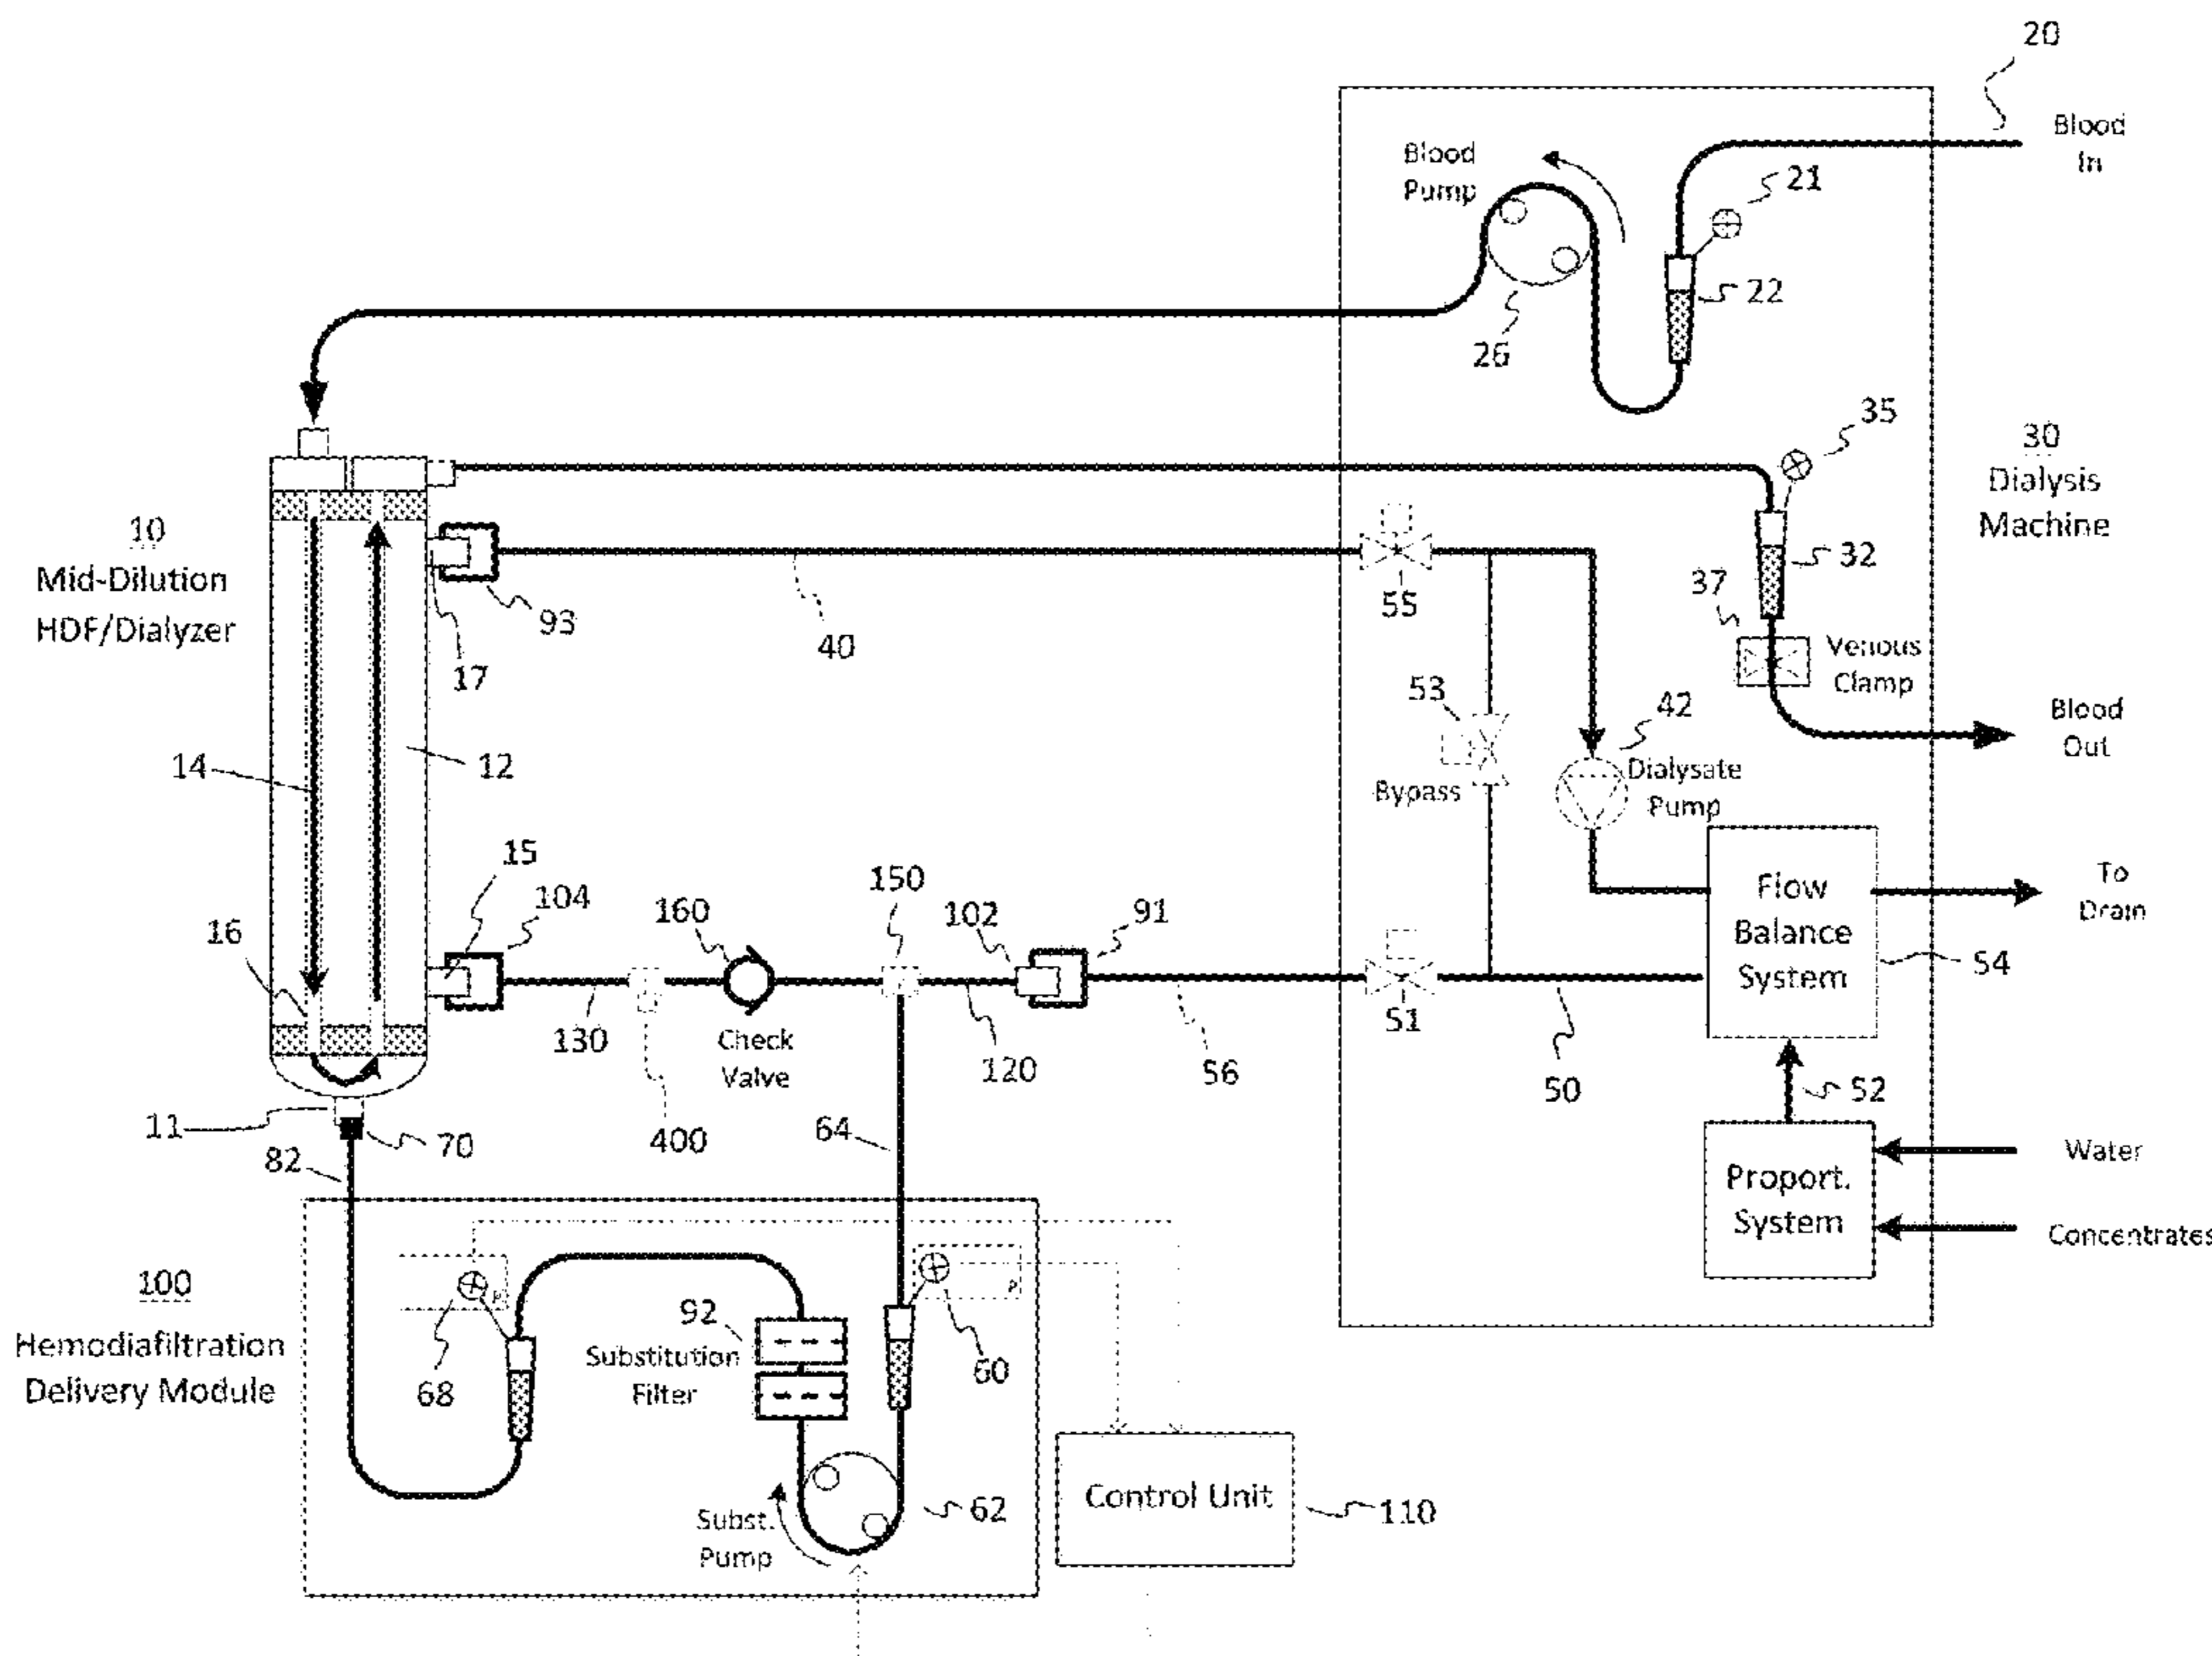 20
Blood
In
Blood
Pump
21
22
26
35
30
Dialysis
Machine
10
Mid-Dilution
HDF/Dialyzer
93
17
40
55
32
37
Venous
Clamp
53
42
Blood
Out
Bypass
Dialysate
Pump
14
12
15
104
160
150
102
91
Flow
Balance
System
54
To
Drain
16
130
Check
Valve
120
56
51
50
52
11
70
400
64
82
Proport.
System
Water
Concentrates
100
Hemodiafiltration
Delivery Module
P
68
92
Substitution
Filter
60
P
Subst.
Pump
62
Control Unit
110